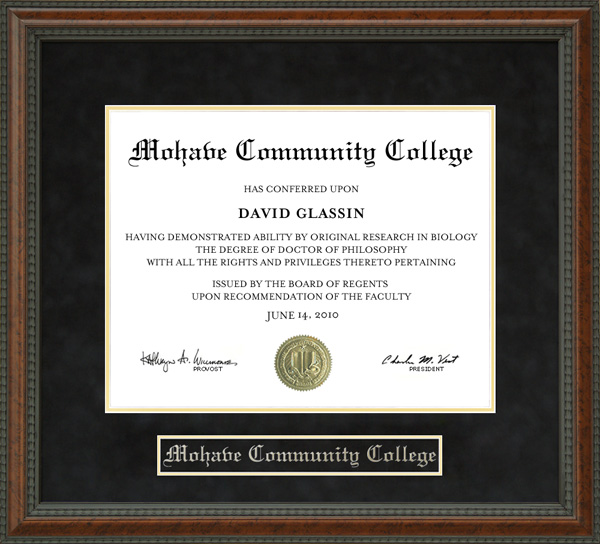 Mohave Community College
HAS CONFERRED UPON
DAVID GLASSIN
HAVING DEMONSTRATED ABILITY BY ORIGINAL RESEARCH IN BIOLOGY
THE DEGREE OF DOCTOR OF PHILOSOPHY
WITH ALL THE RIGHTS AND PRIVILEGES THERETO PERTAINING
ISSUED BY THE BOARD OF REGENTS
UPON RECOMMENDATION OF THE FACULTY
JUNE 14, 2010
PROVOST
PRESIDENT
Mohave Community College